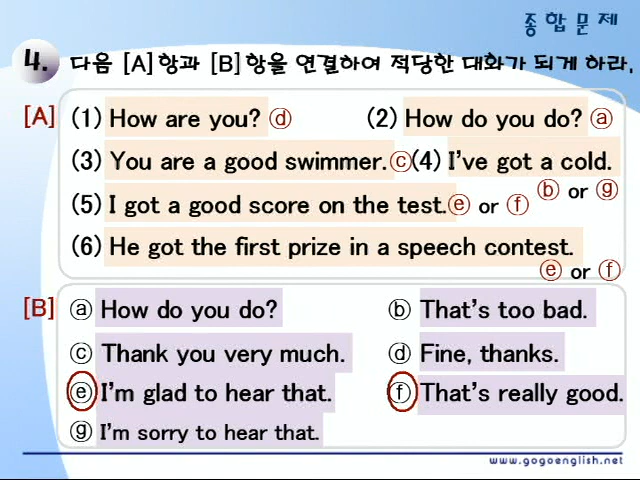 종합문제
4. 다음 [A]항과 [B]항을 연결하여 적당한 대화가 되게 하라.
[A] (1) How are you? ⓓ (2) How do you do? ⓐ
(3) You are a good swimmer. ⓒ (4) I've got a cold.
ⓑ or ⓖ
(5) I got a good score on the test. ⓔ or ⓕ
(6) He got the first prize in a speech contest.
ⓔ or ⓕ
[B] ⓐ How do you do? ⓑ That's too bad.
ⓒ Thank you very much. ⓓ Fine, thanks.
ⓔ I'm glad to hear that. ⓕ That's really good.
ⓖ I'm sorry to hear that.
www.gogoenglish.net